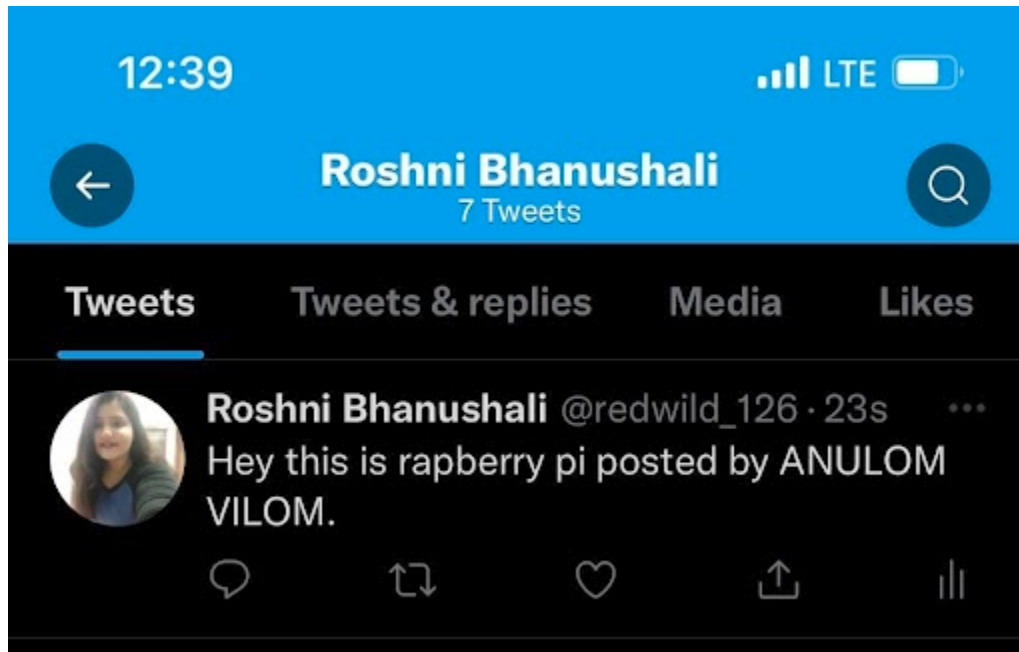 12:39 LTE
Roshni Bhanushali
7 Tweets
Tweets Tweets & replies Media Likes
Roshni Bhanushali @redwild_126 · 23s
Hey this is rapberry pi posted by ANULOM
VILOM.